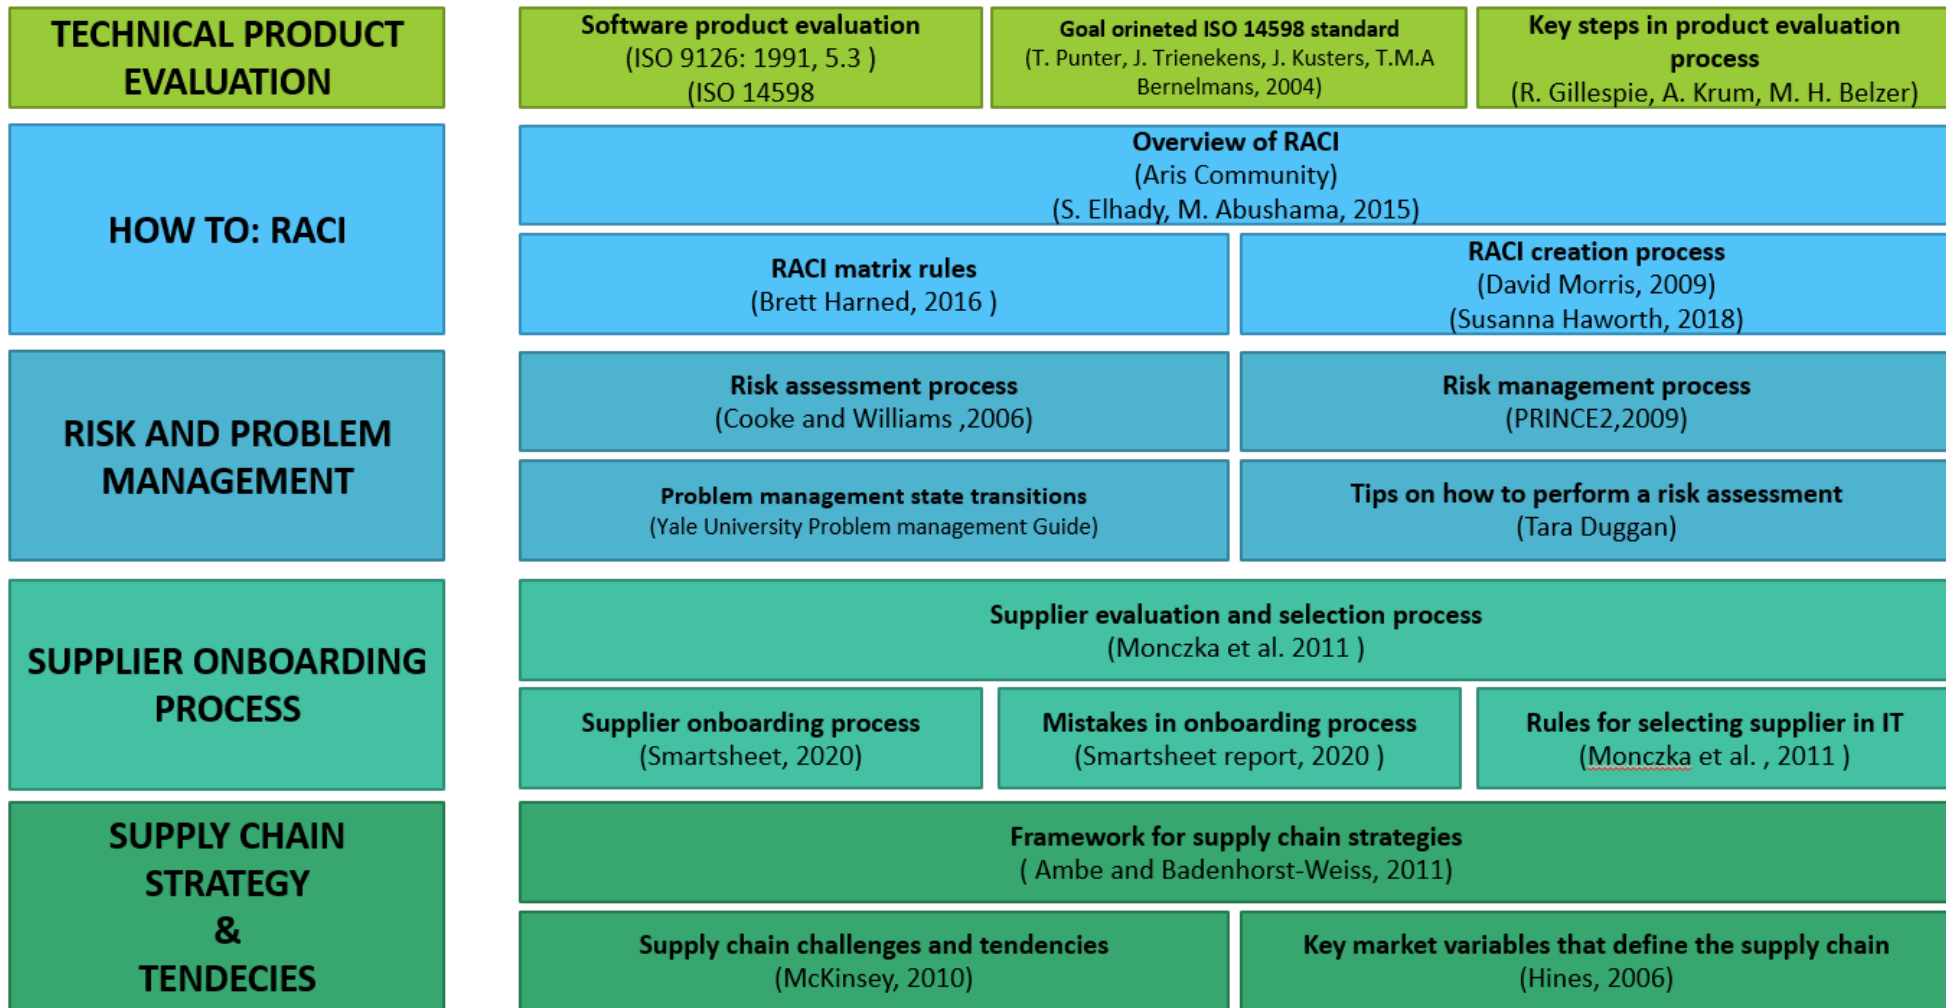 TECHNICAL PRODUCT
EVALUATION
Software product evaluation
(ISO 9126: 1991, 5.3 )
(ISO 14598
Goal orineted ISO 14598 standard
(T. Punter, J. Trienekens, J. Kusters, T.M.A
Bernelmans, 2004)
Key steps in product evaluation
process
(R. Gillespie, A. Krum, M. H. Belzer)
HOW TO: RACI
Overview of RACI
(Aris Community)
(S. Elhady, M. Abushama, 2015)
RACI matrix rules
(Brett Harned, 2016 )
RACI creation process
(David Morris, 2009)
(Susanna Haworth, 2018)
RISK AND PROBLEM
MANAGEMENT
Risk assessment process
(Cooke and Williams ,2006)
Risk management process
(PRINCE2,2009)
Problem management state transitions
(Yale University Problem management Guide)
Tips on how to perform a risk assessment
(Tara Duggan)
SUPPLIER ONBOARDING
PROCESS
Supplier evaluation and selection process
(Monczka et al. 2011 )
Supplier onboarding process
(Smartsheet, 2020)
Mistakes in onboarding process
(Smartsheet report, 2020 )
Rules for selecting supplier in IT
(Monczka et al. , 2011 )
SUPPLY CHAIN
STRATEGY
&
TENDECIES
Framework for supply chain strategies
( Ambe and Badenhorst-Weiss, 2011)
Supply chain challenges and tendencies
(McKinsey, 2010)
Key market variables that define the supply chain
(Hines, 2006)